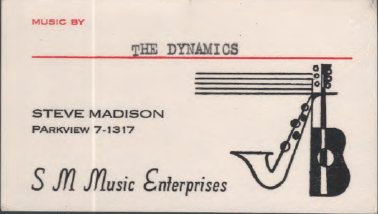 MUSIC BY
THE DYNAMICS
STEVE MADISON
PARKVIEW 7-1317
S M Music Enterprises